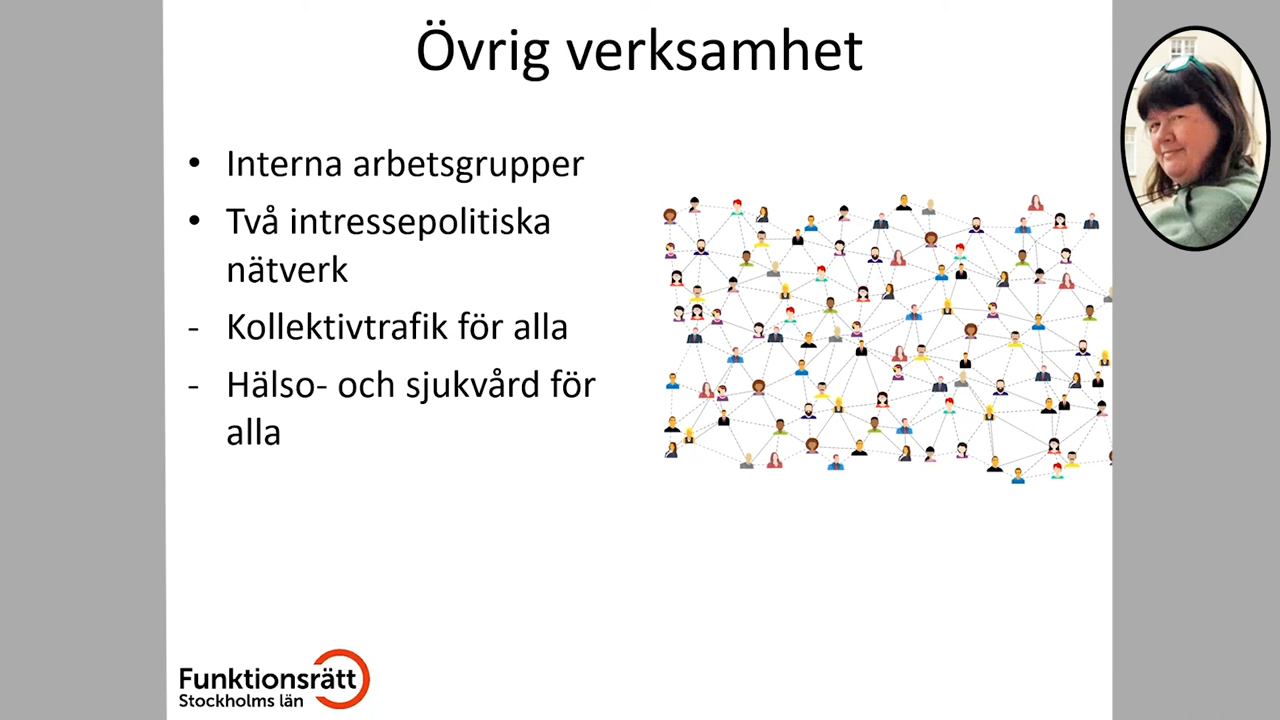 Övrig verksamhet
• Interna arbetsgrupper
• Två intressepolitiska
nätverk
- Kollektivtrafik för alla
- Hälso- och sjukvård för
alla
Funktionsrätt
Stockholms län